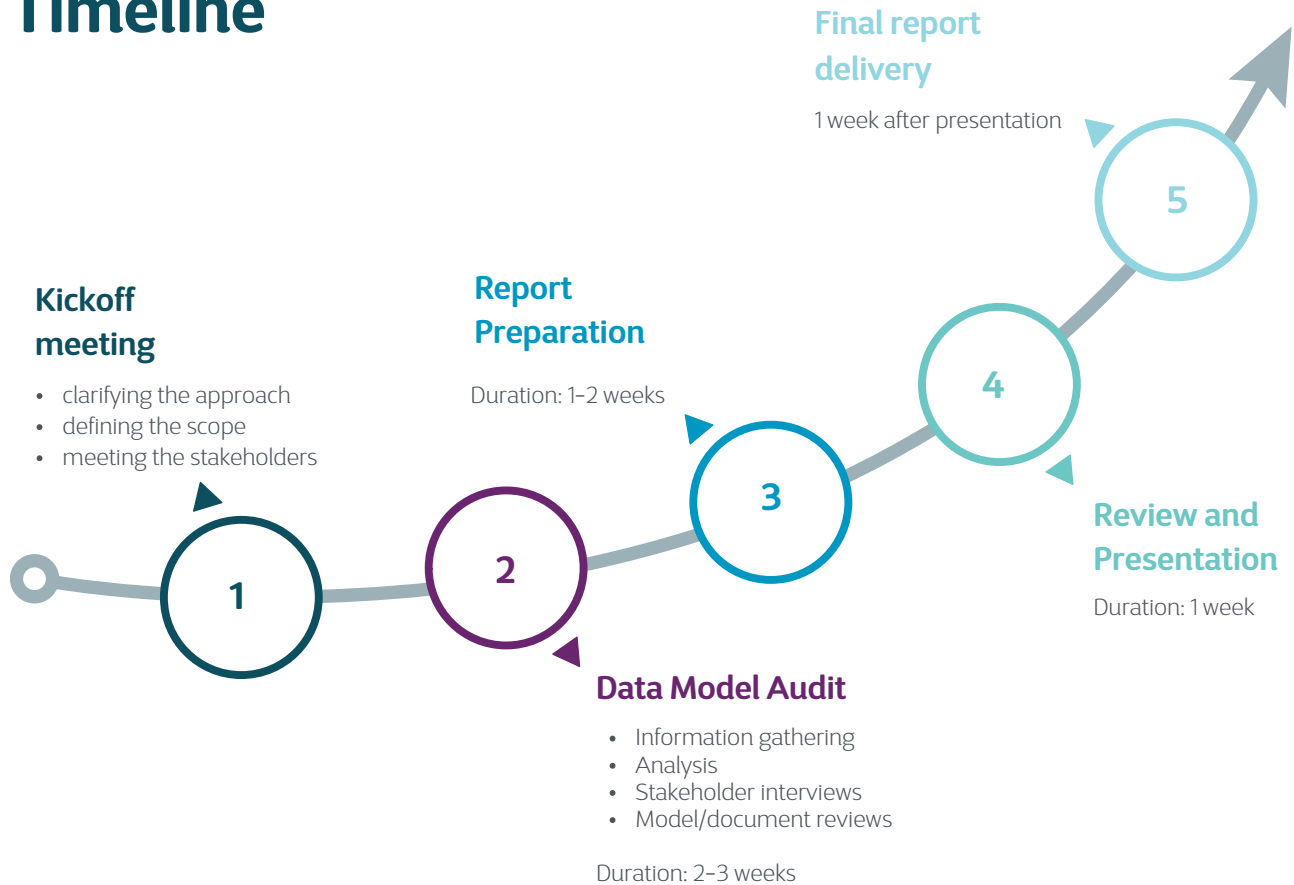 Timeline
Kickoff
meeting
• clarifying the approach
• defining the scope
• meeting the stakeholders
1
2
Data Model Audit
• Information gathering
• Analysis
• Stakeholder interviews
• Model/document reviews
Duration: 2-3 weeks
Report
Preparation
Duration: 1-2 weeks
3
4
Review and
Presentation
Duration: 1 week
Final report
delivery
1 week after presentation
5